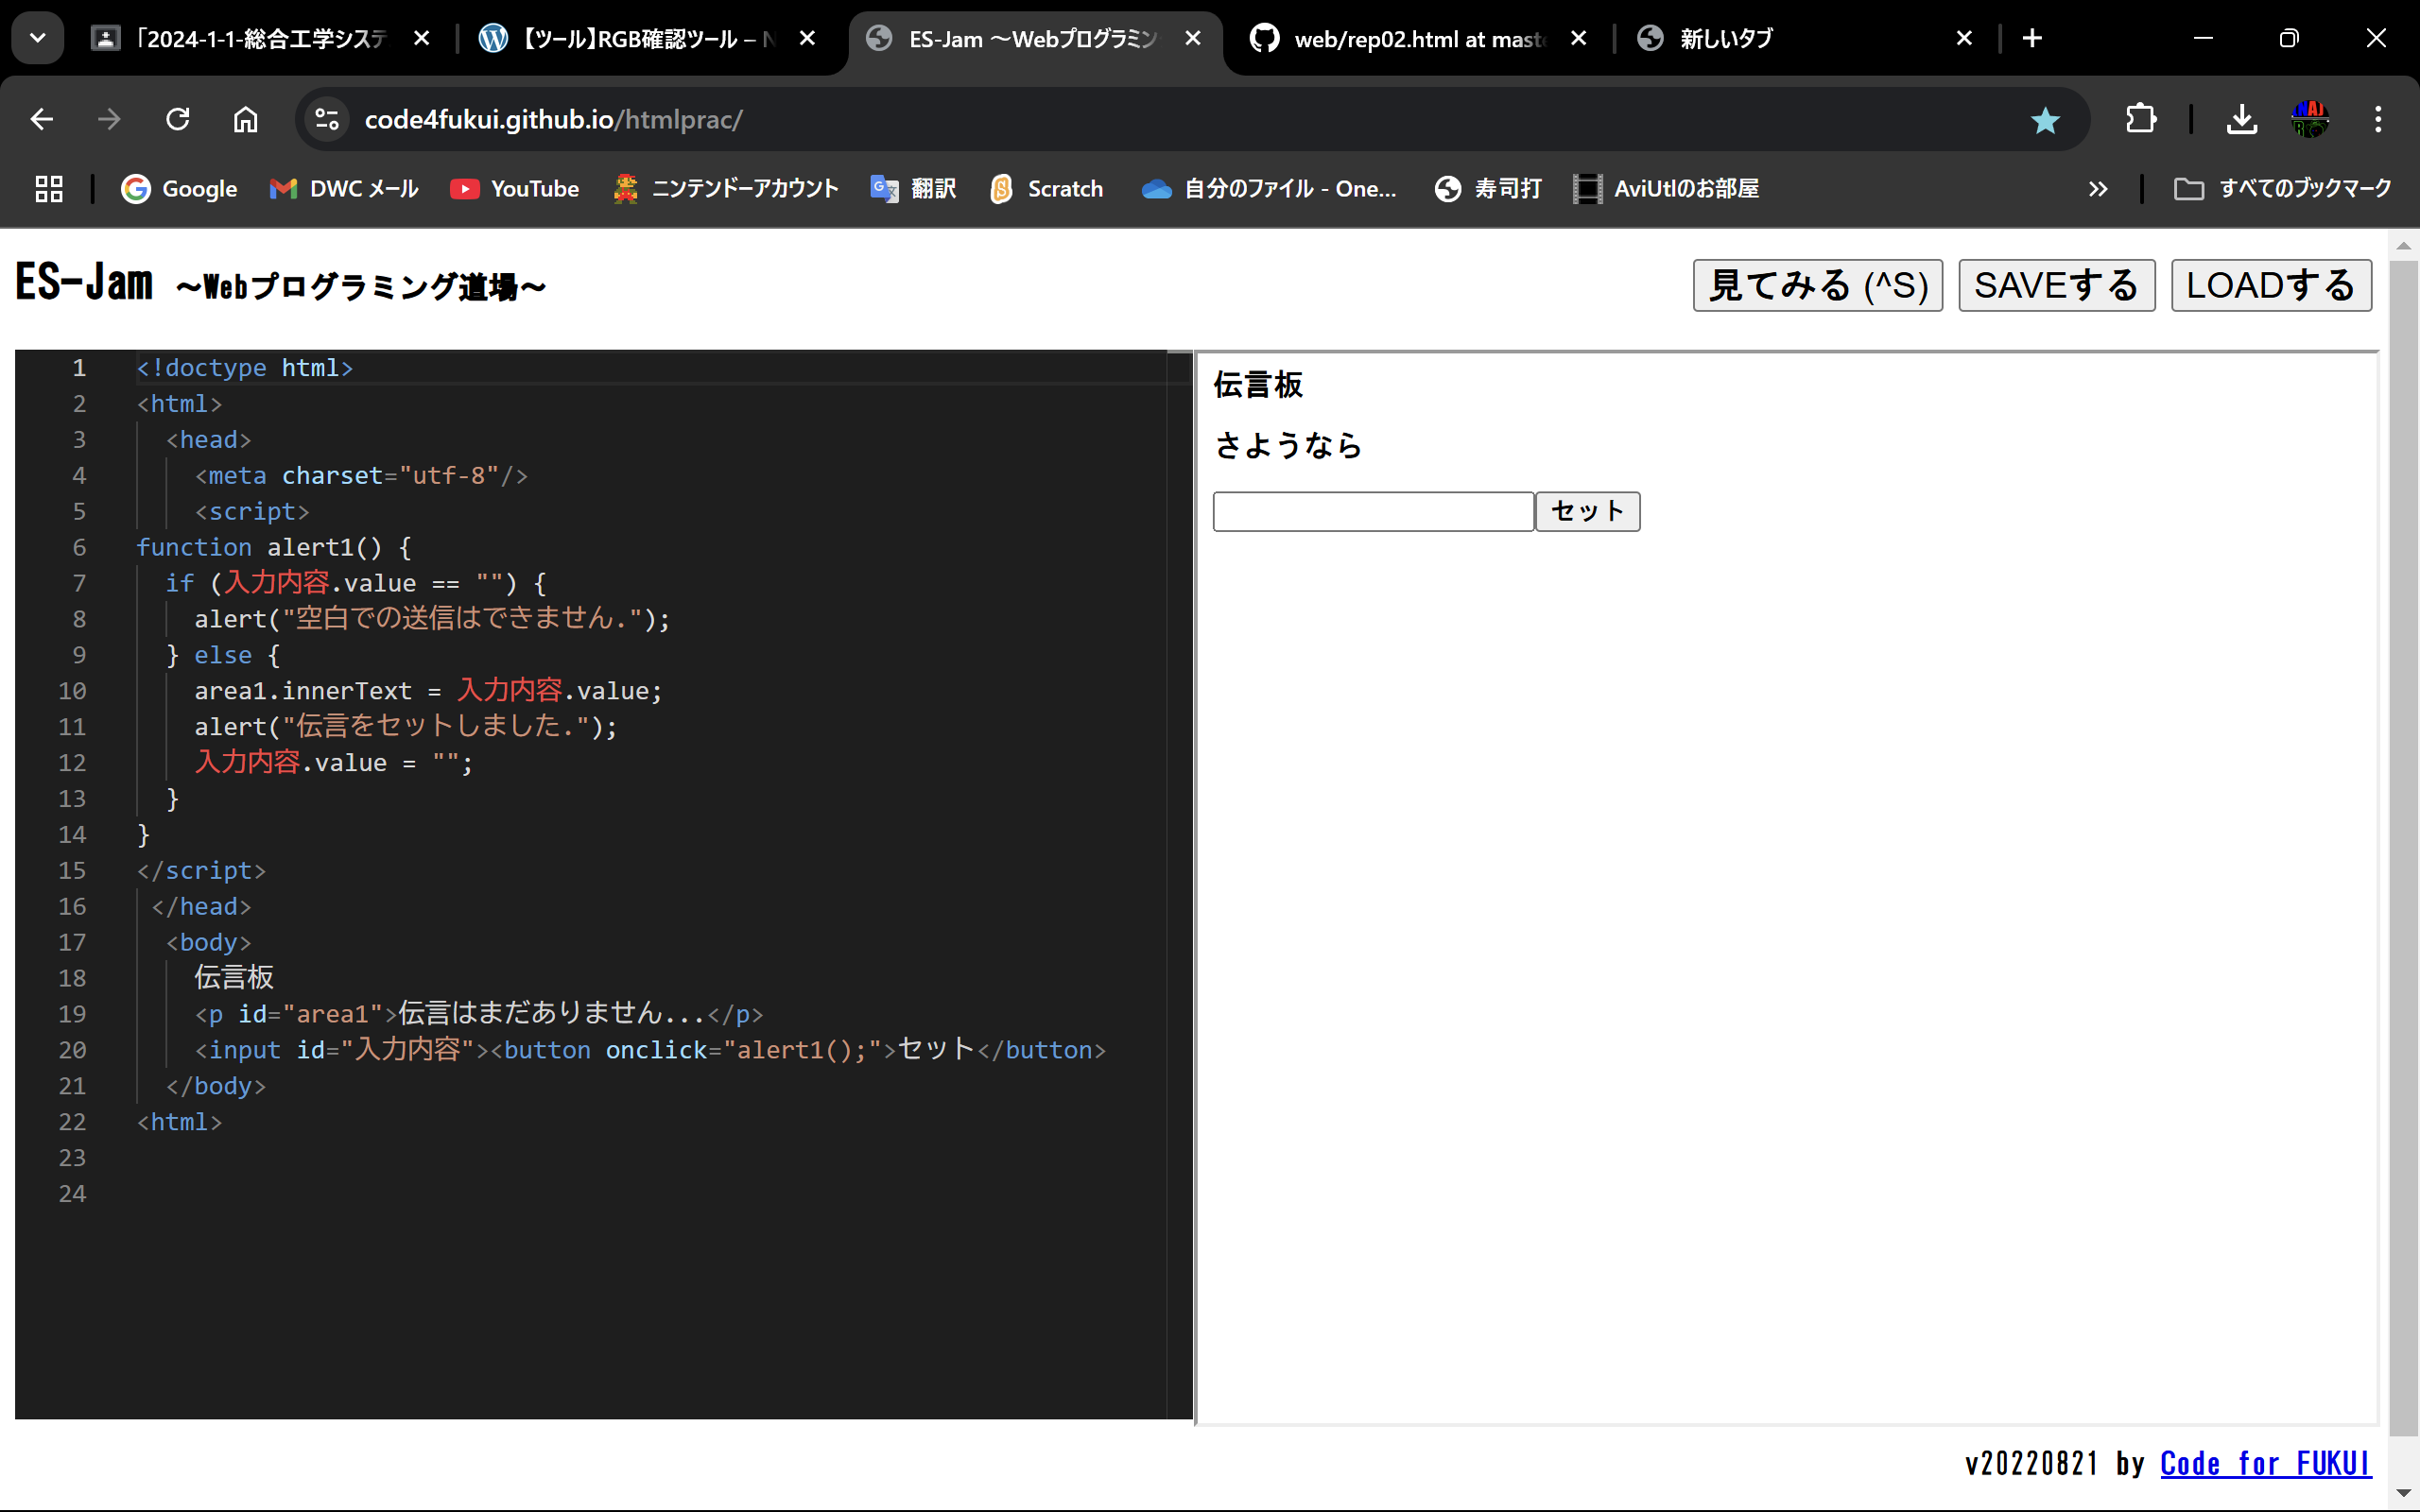 「2024-1-1-総合工学システ
【ツール】RGB確認ツール – N
ES-Jam ～Webプログラミン
web/rep02.html at mast
新しいタブ
code4fukui.github.io/htmlprac/
Google
DWC メール
YouTube
ニンテンドーアカウント
翻訳
Scratch
自分のファイル - One...
寿司打
AviUtlのお部屋
すべてのブックマーク
ES-Jam ～Webプログラミング道場～
見てみる (^S)
SAVEする
LOADする
1 <!doctype html>
2 <html>
3 <head>
4 <meta charset="utf-8"/>
5 <script>
6 function alert1() {
7 if (入力内容.value == "") {
8 alert("空白での送信はできません.");
9 } else {
10 area1.innerText = 入力内容.value;
11 alert("伝言をセットしました.");
12 入力内容.value = "";
13 }
14 }
15 </script>
16 </head>
17 <body>
18 伝言板
19 <p id="area1">伝言はまだありません...</p>
20 <input id="入力内容"><button onclick="alert1();">セット</button>
21 </body>
22 <html>
23
24
伝言板
さようなら
セット
v20220821 by Code for FUKUI